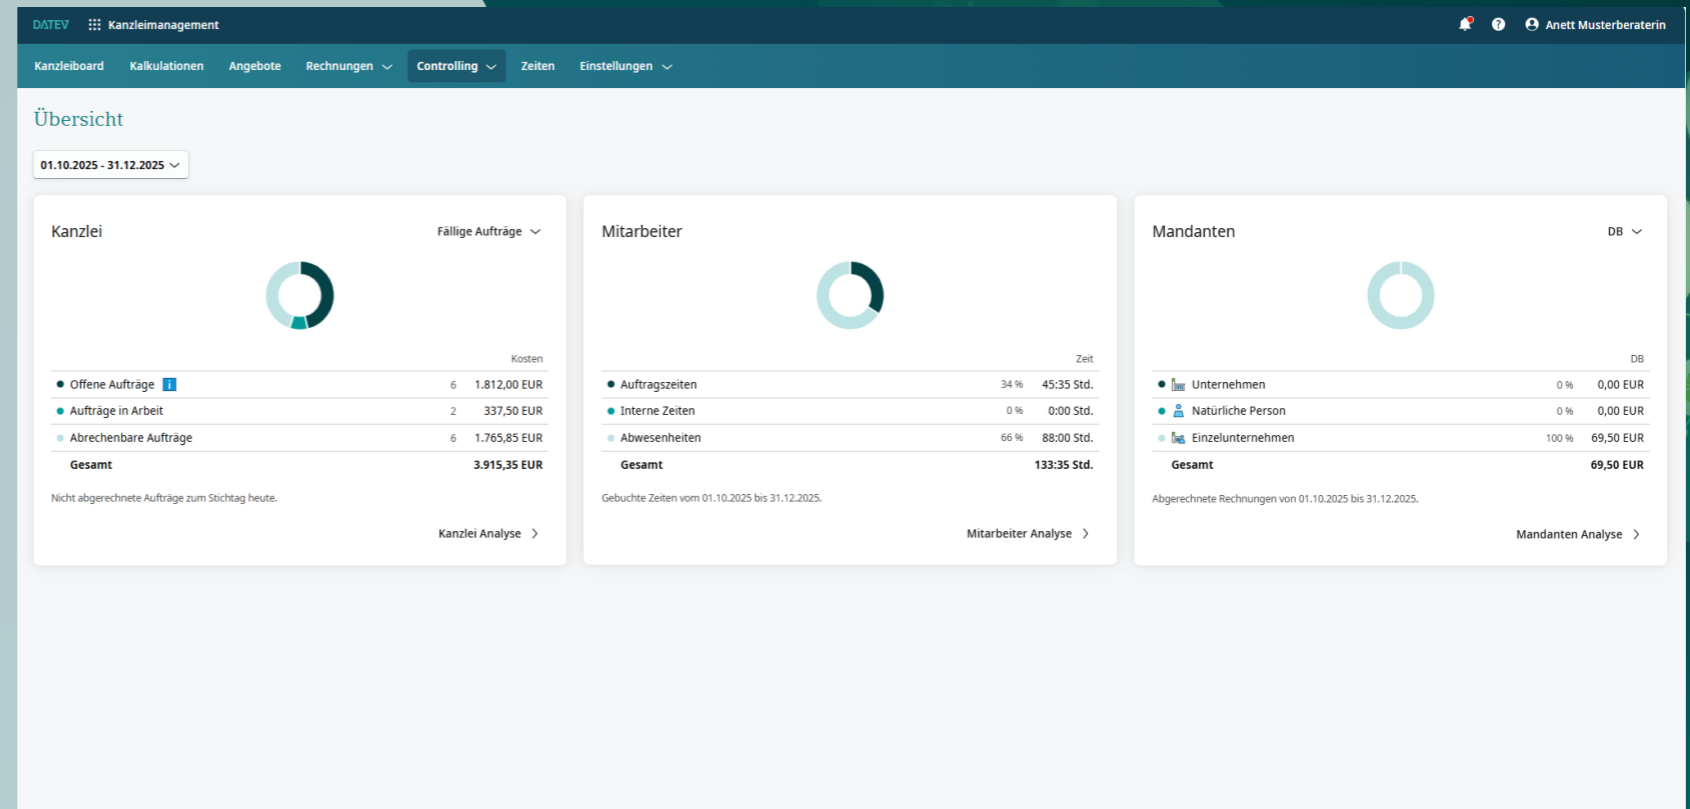 DATEV Kanzleimanagement ? Anett Musterberaterin
Kanzleiboard Kalkulationen Angebote Rechnungen Controlling Zeiten Einstellungen
Übersicht
01.10.2025 - 31.12.2025
Kanzlei Fällige Aufträge
Kosten
Offene Aufträge i 6 1.812,00 EUR
Aufträge in Arbeit 2 337,50 EUR
Abrechenbare Aufträge 6 1.765,85 EUR
Gesamt 3.915,35 EUR
Nicht abgerechnete Aufträge zum Stichtag heute.
Kanzlei Analyse
Mitarbeiter
Zeit
Auftragszeiten 34 % 45:35 Std.
Interne Zeiten 0 % 0:00 Std.
Abwesenheiten 66 % 88:00 Std.
Gesamt 133:35 Std.
Gebuchte Zeiten vom 01.10.2025 bis 31.12.2025.
Mitarbeiter Analyse
Mandanten DB
DB
Unternehmen 0 % 0,00 EUR
Natürliche Person 0 % 0,00 EUR
Einzelunternehmen 100 % 69,50 EUR
Gesamt 69,50 EUR
Abgerechnete Rechnungen von 01.10.2025 bis 31.12.2025.
Mandanten Analyse